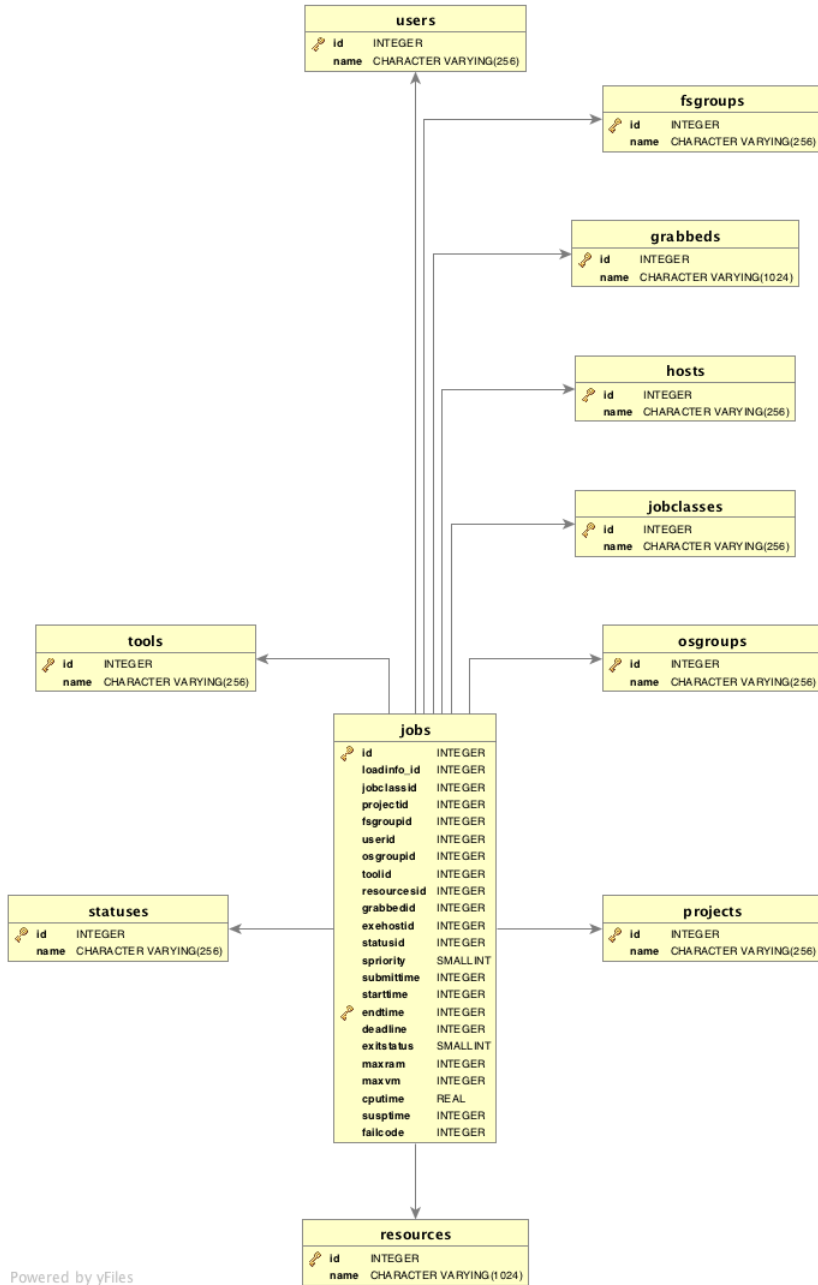 users
id INTEGER
name CHARACTER VARYING(256)
fsgroups
id INTEGER
name CHARACTER VARYING(256)
grabbeds
id INTEGER
name CHARACTER VARYING(1024)
hosts
id INTEGER
name CHARACTER VARYING(256)
jobclasses
id INTEGER
name CHARACTER VARYING(256)
tools
id INTEGER
name CHARACTER VARYING(256)
osgroups
id INTEGER
name CHARACTER VARYING(256)
jobs
id INTEGER
loadinfo_id INTEGER
jobclassid INTEGER
projectid INTEGER
fsgroupid INTEGER
userid INTEGER
osgroupid INTEGER
toolid INTEGER
resourcesid INTEGER
grabbedid INTEGER
exehostid INTEGER
statusid INTEGER
spriority SMALLINT
submittime INTEGER
starttime INTEGER
endtime INTEGER
deadline INTEGER
exitstatus SMALLINT
maxram INTEGER
maxvm INTEGER
cputime REAL
susptime INTEGER
failcode INTEGER
statuses
id INTEGER
name CHARACTER VARYING(256)
projects
id INTEGER
name CHARACTER VARYING(256)
resources
id INTEGER
name CHARACTER VARYING(1024)
Powered by yFiles